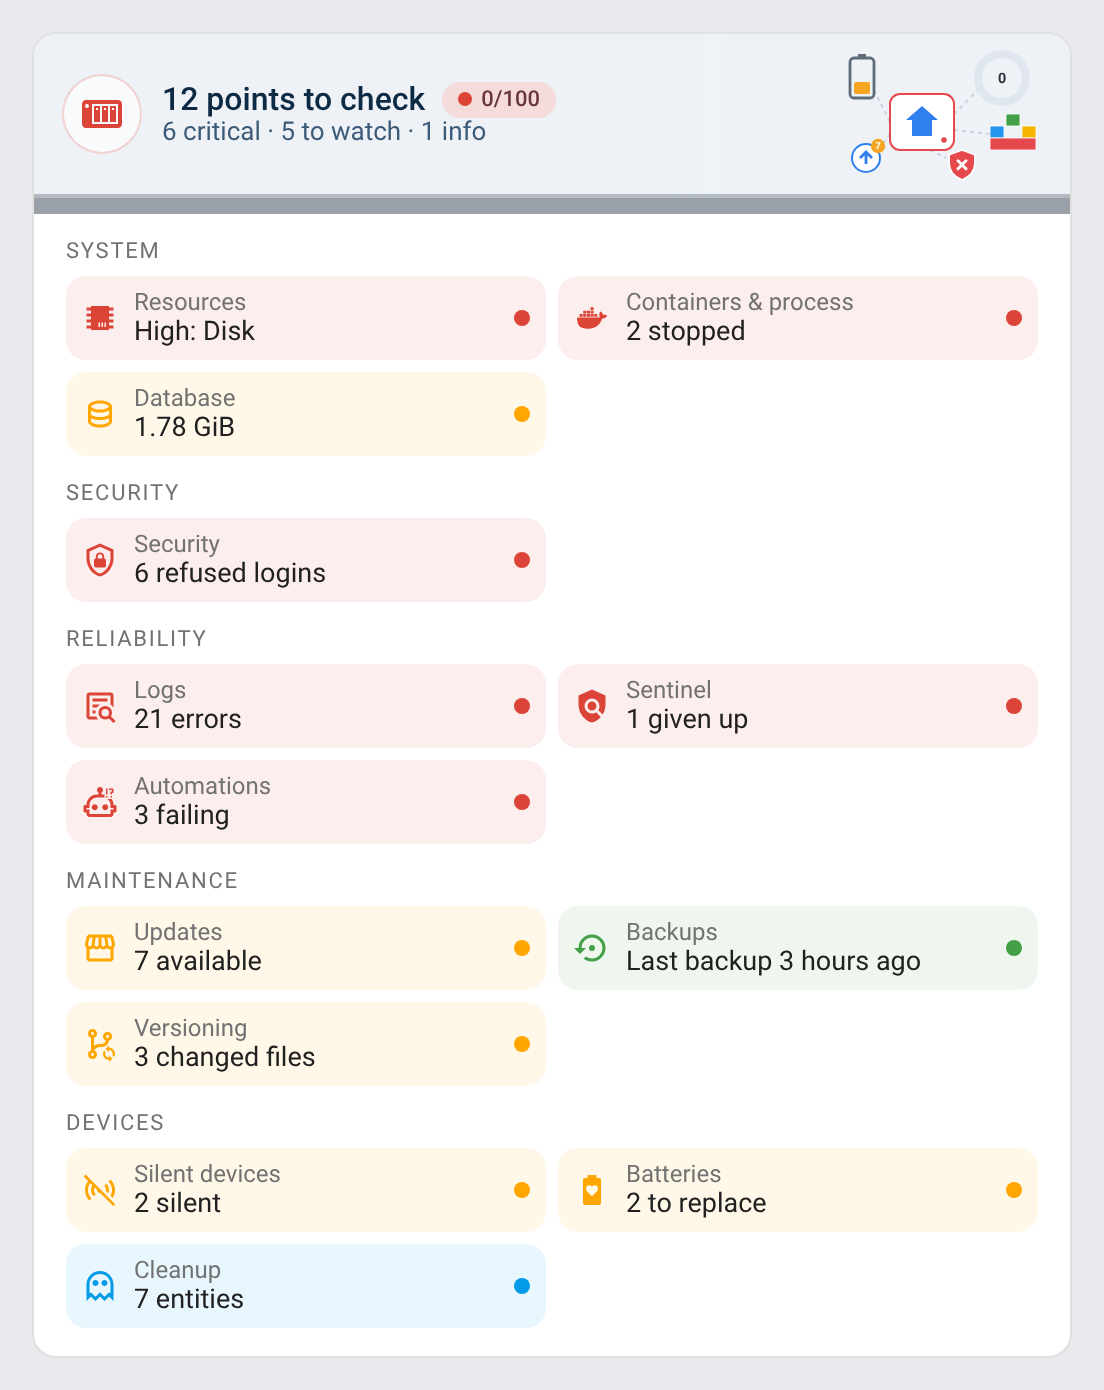 12 points to check
0/100
6 critical · 5 to watch · 1 info
0
7
SYSTEM
Resources
High: Disk
Containers & process
2 stopped
Database
1.78 GiB
SECURITY
Security
6 refused logins
RELIABILITY
Logs
21 errors
Sentinel
1 given up
Automations
3 failing
MAINTENANCE
Updates
7 available
Backups
Last backup 3 hours ago
Versioning
3 changed files
DEVICES
Silent devices
2 silent
Batteries
2 to replace
Cleanup
7 entities